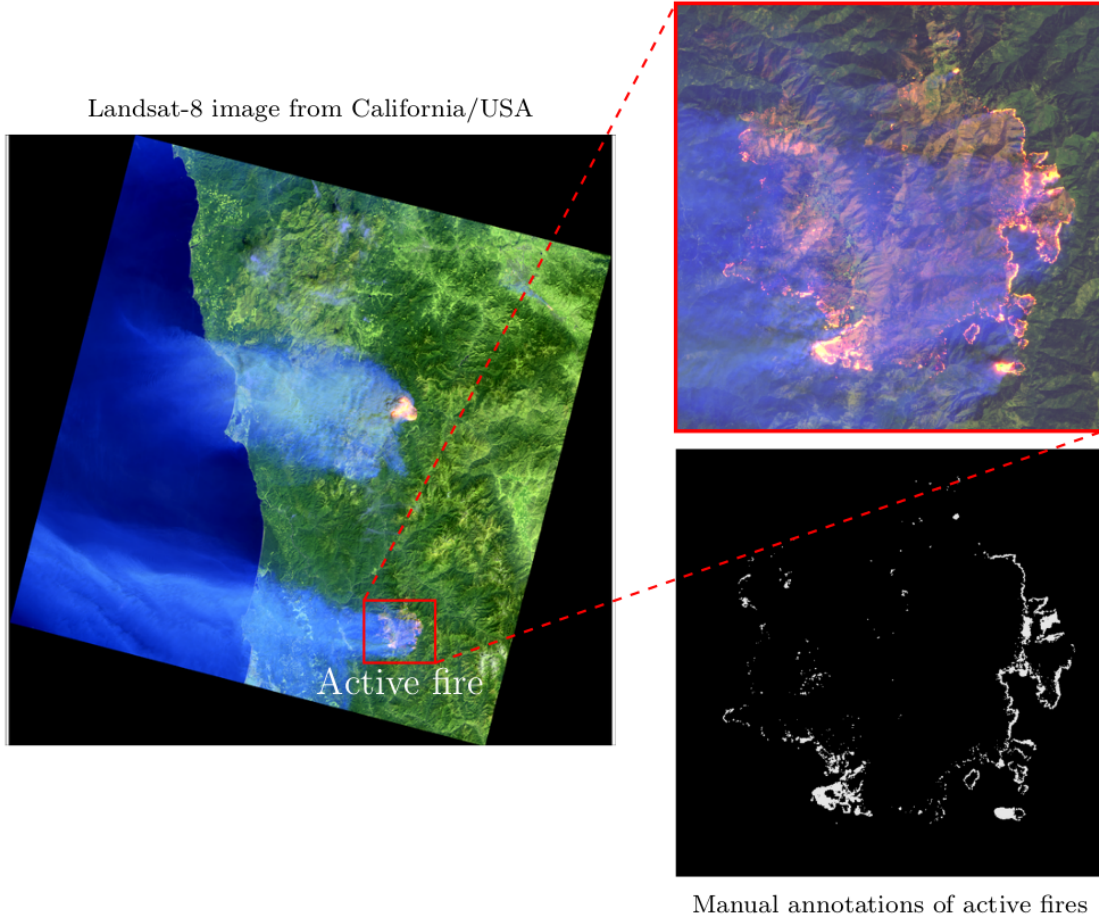 Landsat-8 image from California/USA
Active fire
Manual annotations of active fires